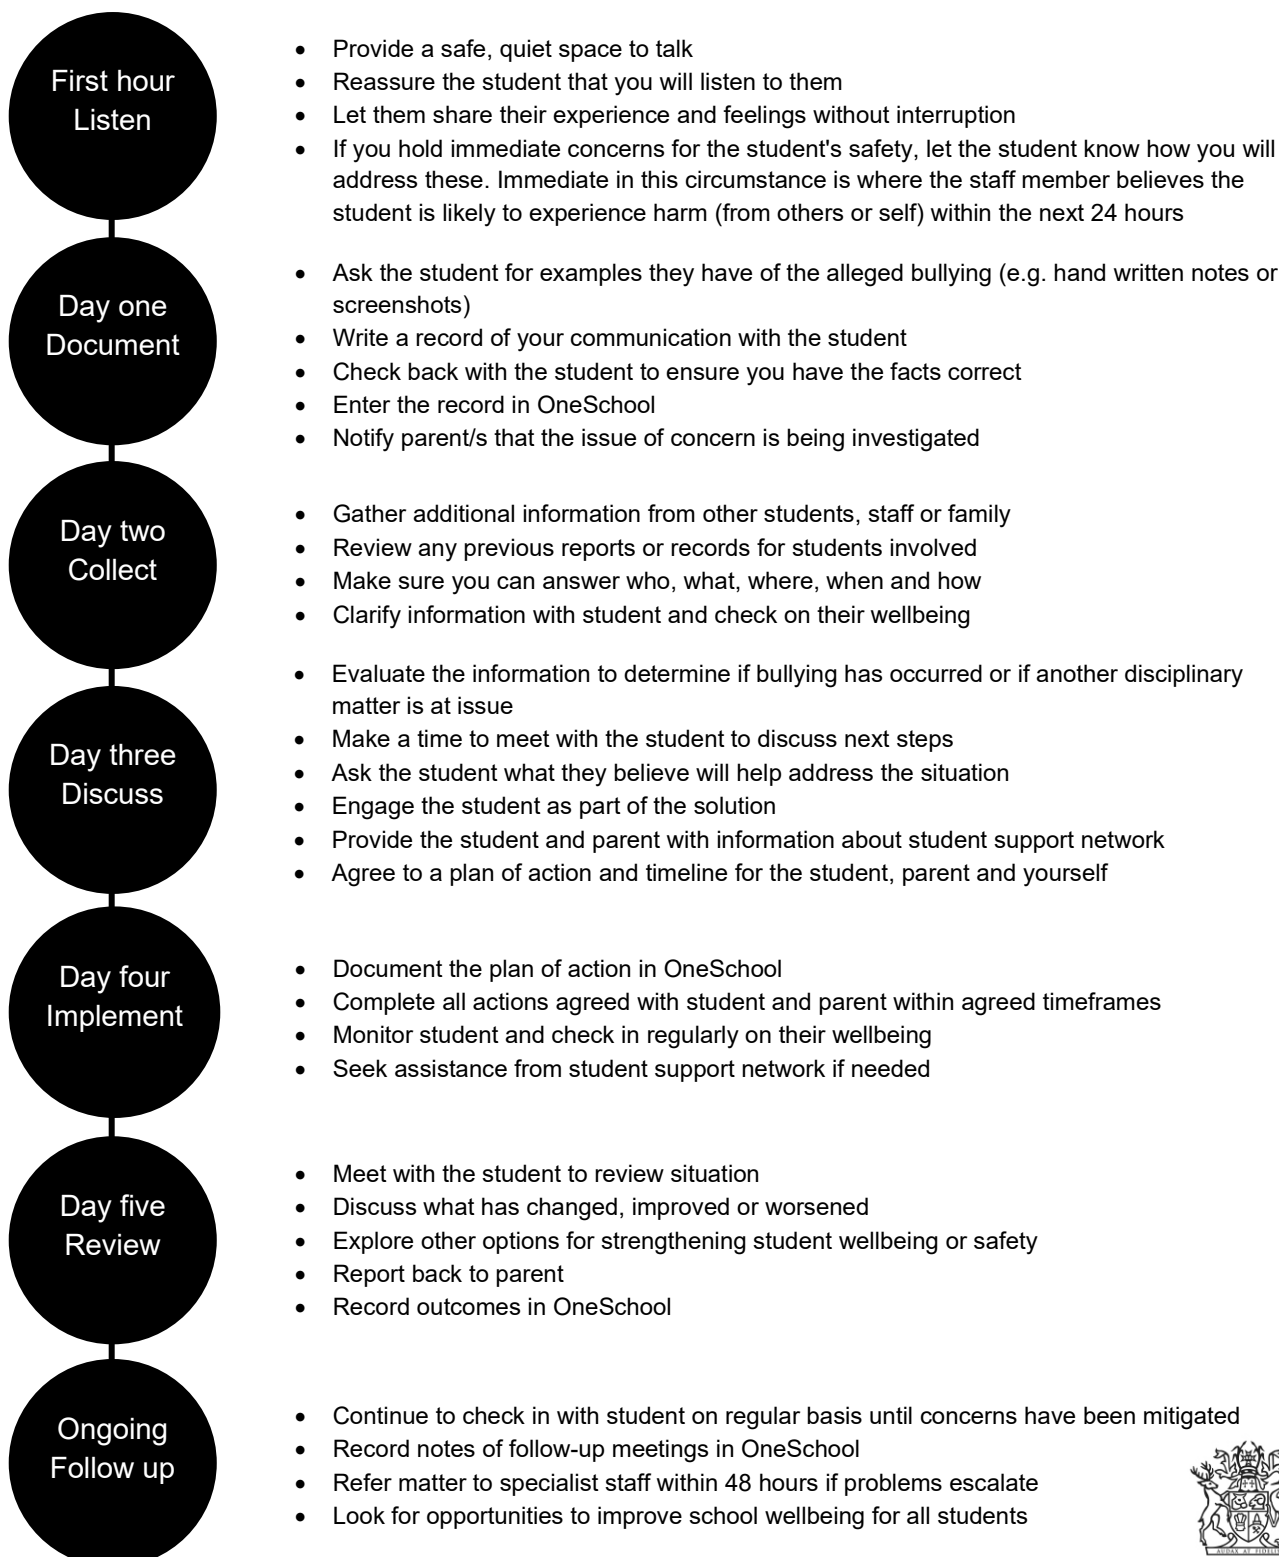 First hour
Listen
• Provide a safe, quiet space to talk
• Reassure the student that you will listen to them
• Let them share their experience and feelings without interruption
• If you hold immediate concerns for the student's safety, let the student know how you will
address these. Immediate in this circumstance is where the staff member believes the
student is likely to experience harm (from others or self) within the next 24 hours
Day one
Document
• Ask the student for examples they have of the alleged bullying (e.g. hand written notes or
screenshots)
• Write a record of your communication with the student
• Check back with the student to ensure you have the facts correct
• Enter the record in OneSchool
• Notify parent/s that the issue of concern is being investigated
Day two
Collect
• Gather additional information from other students, staff or family
• Review any previous reports or records for students involved
• Make sure you can answer who, what, where, when and how
• Clarify information with student and check on their wellbeing
Day three
Discuss
• Evaluate the information to determine if bullying has occurred or if another disciplinary
matter is at issue
• Make a time to meet with the student to discuss next steps
• Ask the student what they believe will help address the situation
• Engage the student as part of the solution
• Provide the student and parent with information about student support network
• Agree to a plan of action and timeline for the student, parent and yourself
Day four
Implement
• Document the plan of action in OneSchool
• Complete all actions agreed with student and parent within agreed timeframes
• Monitor student and check in regularly on their wellbeing
• Seek assistance from student support network if needed
Day five
Review
• Meet with the student to review situation
• Discuss what has changed, improved or worsened
• Explore other options for strengthening student wellbeing or safety
• Report back to parent
• Record outcomes in OneSchool
Ongoing
Follow up
• Continue to check in with student on regular basis until concerns have been mitigated
• Record notes of follow-up meetings in OneSchool
• Refer matter to specialist staff within 48 hours if problems escalate
• Look for opportunities to improve school wellbeing for all students
AUDAX AT